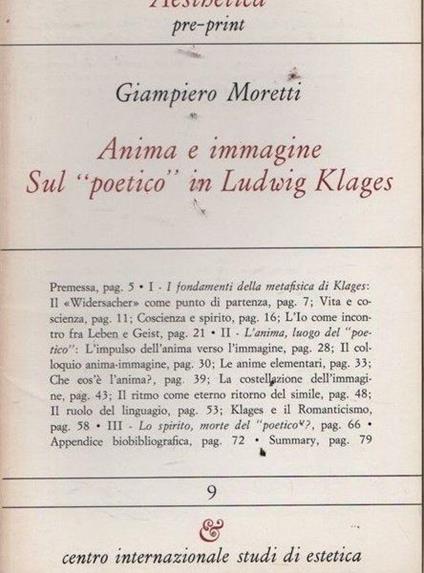 Aesthetica
pre-print
Giampiero Moretti
Anima e immagine
Sul "poetico" in Ludwig Klages
Premessa, pag. 5 • I - I fondamenti della metafisica di Klages:
Il «Widersacher» come punto di partenza, pag. 7; Vita e co-
scienza, pag. 11; Coscienza e spirito, pag. 16; L'Io come incon-
tro fra Leben e Geist, pag. 21 • II - L'anima, luogo del "poe-
tico": L'impulso dell'anima verso l'immagine, pag. 28; Il col-
loquio anima-immagine, pag. 30; Le anime elementari, pag. 33;
Che cos'è l'anima?, pag. 39; La costellazione dell'immagi-
ne, pag. 43; Il ritmo come eterno ritorno del simile, pag. 48;
Il ruolo del linguagio, pag. 53; Klages e il Romanticismo,
pag. 58 • III - Lo spirito, morte del "poetico"?, pag. 66 •
Appendice biobibliografica, pag. 72 • Summary, pag. 79
9
&
centro internazionale studi di estetica